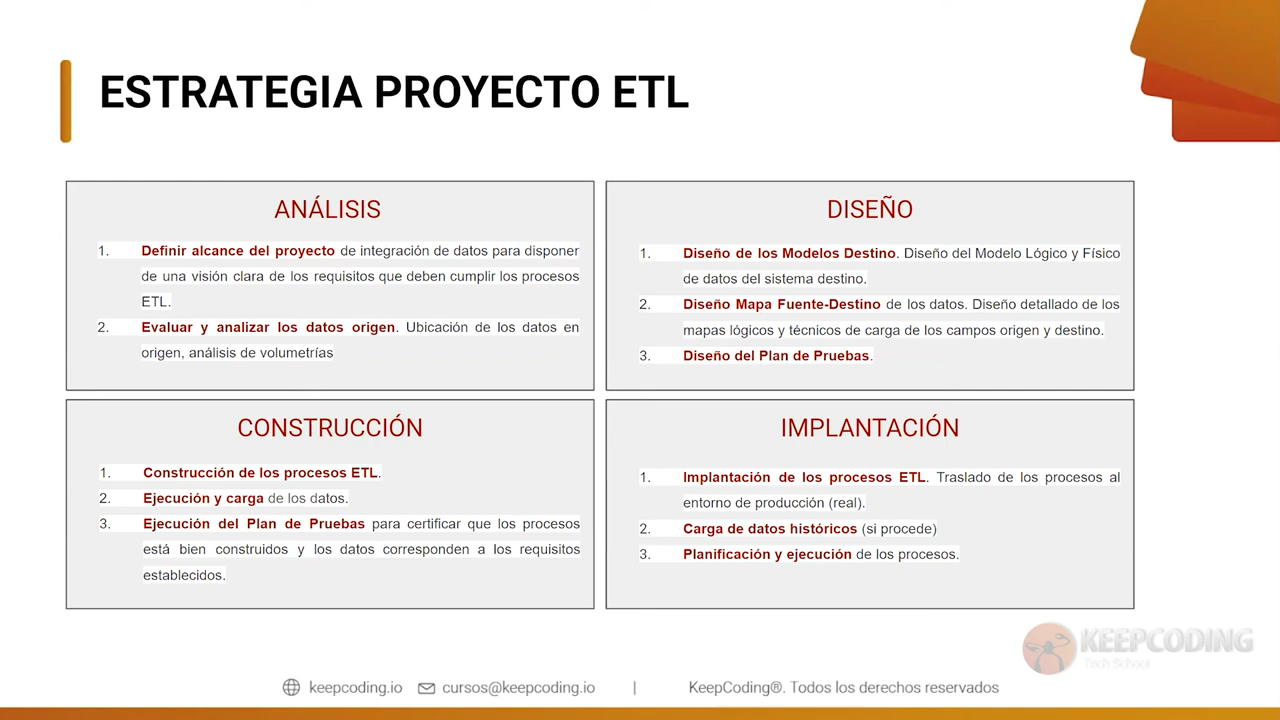 ESTRATEGIA PROYECTO ETL
ANÁLISIS
1. Definir alcance del proyecto de integración de datos para disponer
de una visión clara de los requisitos que deben cumplir los procesos
ETL.
2. Evaluar y analizar los datos origen. Ubicación de los datos en
origen, análisis de volumetrías
DISEÑO
1. Diseño de los Modelos Destino. Diseño del Modelo Lógico y Físico
de datos del sistema destino.
2. Diseño Mapa Fuente-Destino de los datos. Diseño detallado de los
mapas lógicos y técnicos de carga de los campos origen y destino.
3. Diseño del Plan de Pruebas.
CONSTRUCCIÓN
1. Construcción de los procesos ETL.
2. Ejecución y carga de los datos.
3. Ejecución del Plan de Pruebas para certificar que los procesos
está bien construidos y los datos corresponden a los requisitos
establecidos.
IMPLANTACIÓN
1. Implantación de los procesos ETL. Traslado de los procesos al
entorno de producción (real).
2. Carga de datos históricos (si procede)
3. Planificación y ejecución de los procesos.
KEEPCODING
Tech School
keepcoding.io cursos@keepcoding.io | KeepCoding®. Todos los derechos reservados